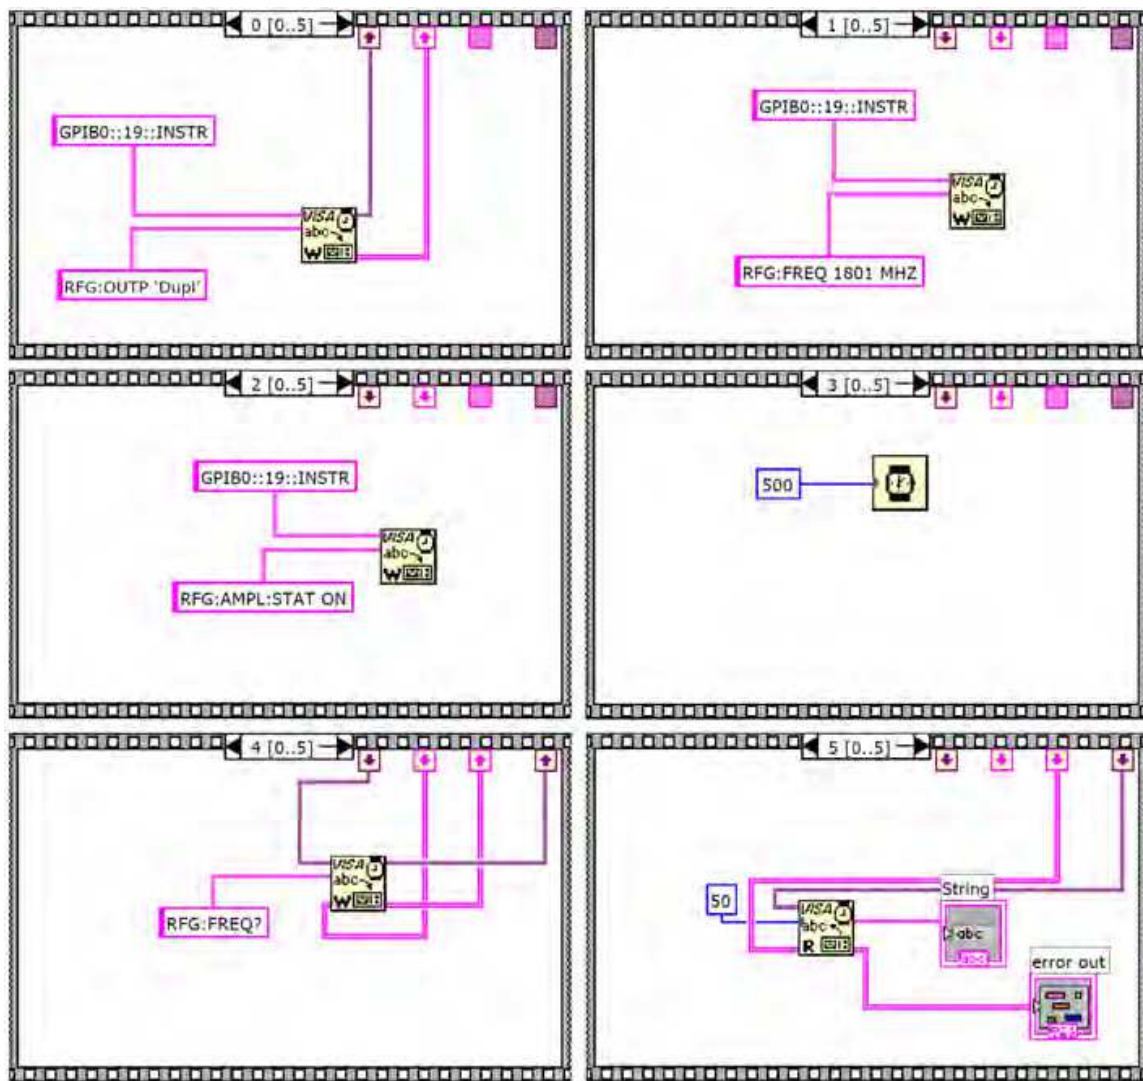 0 [0..5]
GPIB0::19::INSTR
VISA
abc
W
RFG:OUTP 'Dupl'
1 [0..5]
GPIB0::19::INSTR
VISA
abc
W
RFG:FREQ 1801 MHZ
2 [0..5]
GPIB0::19::INSTR
VISA
abc
W
RFG:AMPL:STAT ON
3 [0..5]
500
4 [0..5]
VISA
abc
W
RFG:FREQ?
5 [0..5]
50
VISA
abc
R
String
abc
abc
error out